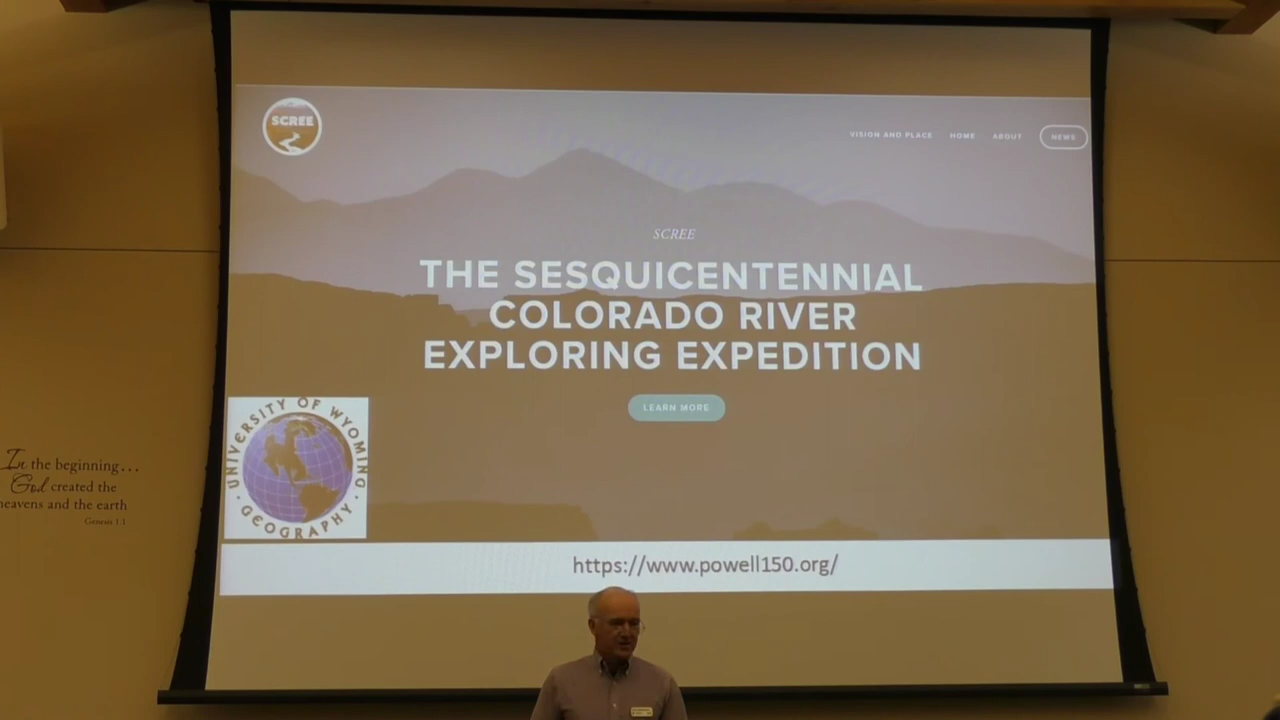 SCREE
VISION AND PLACE HOME ABOUT NEWS
SCREE
THE SESQUICENTENNIAL
COLORADO RIVER
EXPLORING EXPEDITION
LEARN MORE
UNIVERSITY OF WYOMING
· GEOGRAPHY ·
In the beginning...
God created the
heavens and the earth
Genesis 1:1
https://www.powell150.org/